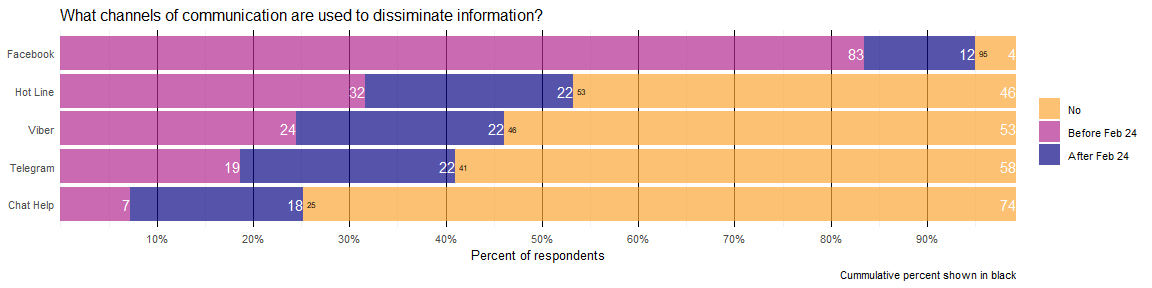 What channels of communication are used to dissiminate information?
Facebook 83 12 95 4
Hot Line 32 22 53 46
Viber 24 22 46 53
Telegram 19 22 41 58
Chat Help 7 18 25 74
10% 20% 30% 40% 50% 60% 70% 80% 90%
Percent of respondents
Cummulative percent shown in black
No
Before Feb 24
After Feb 24